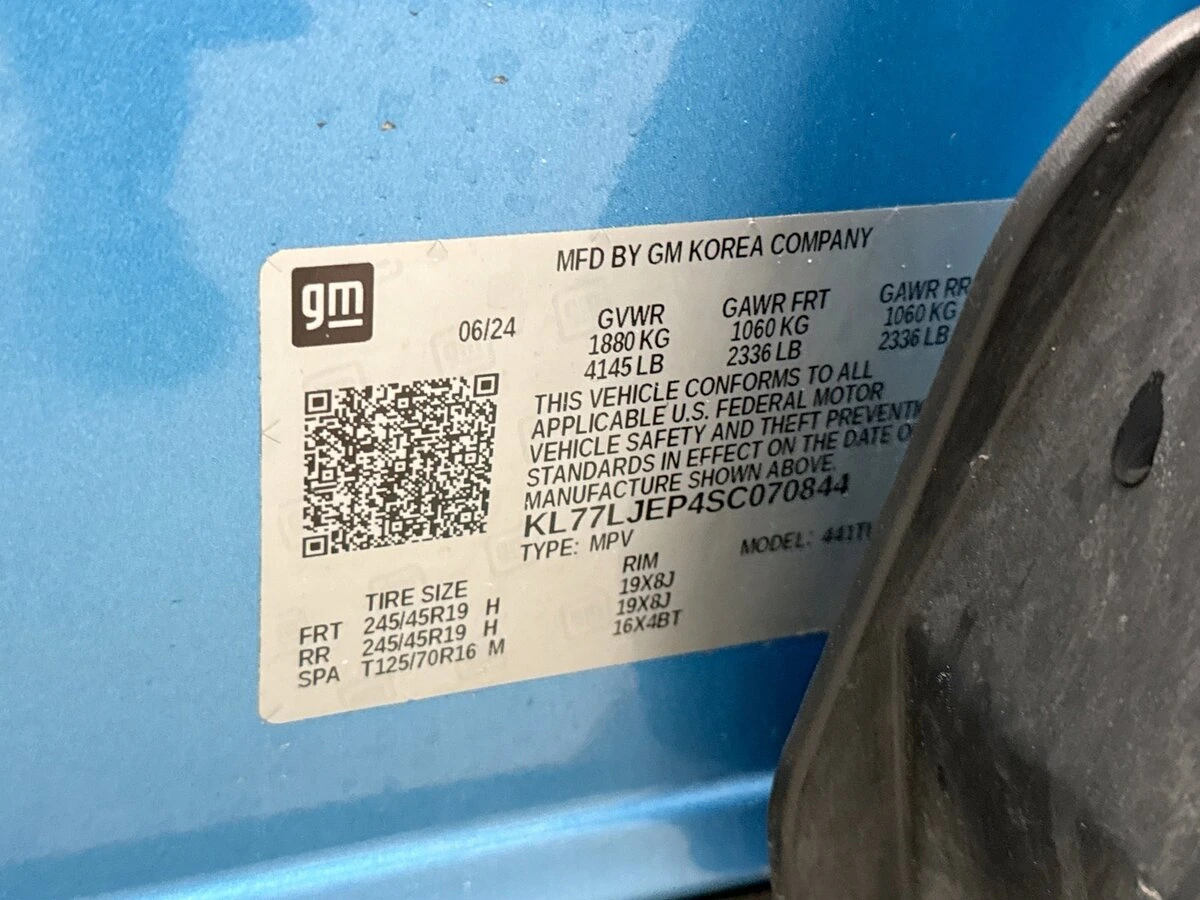 MFD BY GM KOREA COMPANY
gm
06/24
GVWR GAWR FRT GAWR RR
1880 KG 1060 KG 1060 KG
4145 LB 2336 LB 2336 LB
THIS VEHICLE CONFORMS TO ALL
APPLICABLE U.S. FEDERAL MOTOR
VEHICLE SAFETY AND THEFT
STANDARDS IN EFFECT ON THE DATE
MANUFACTURE SHOWN ABOVE.
KL77LJEP4SC070844
TYPE: MPV MODEL:
TIRE SIZE RIM
FRT 245/45R19 H 19X8J
RR 245/45R19 H 19X8J
SPA T125/70R16 M 16X4BT